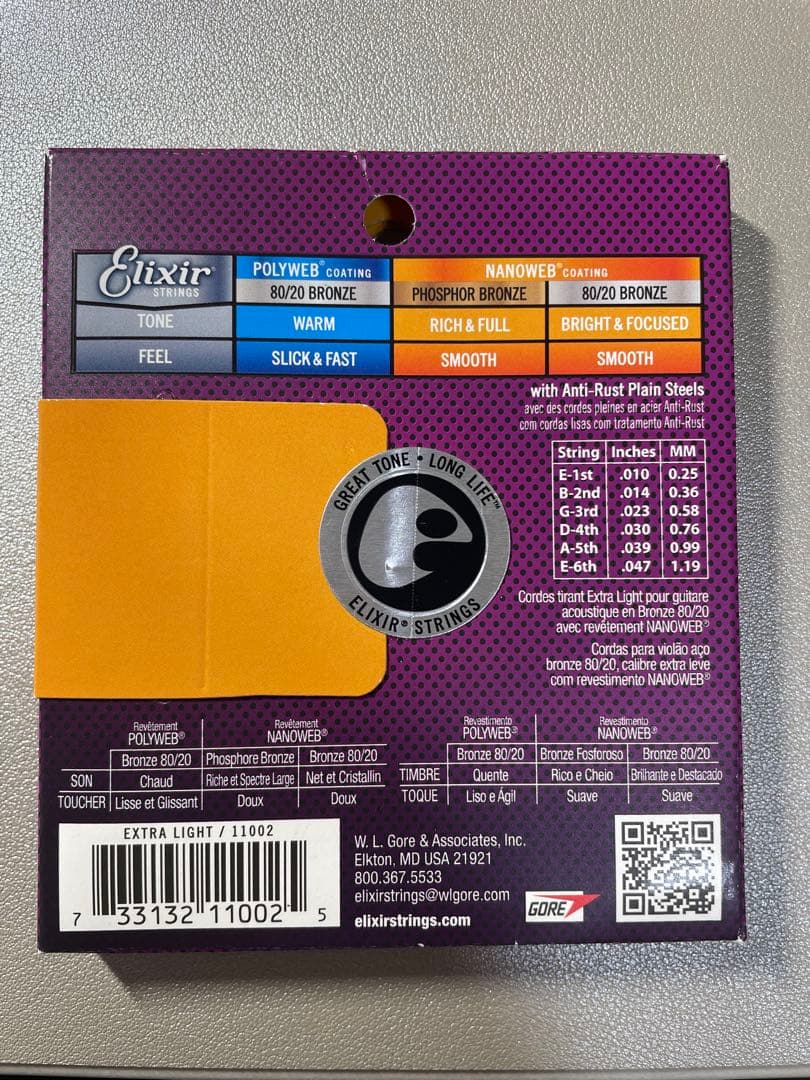 Elixir®
STRINGS
POLYWEB® COATING
NANOWEB® COATING
80/20 BRONZE
PHOSPHOR BRONZE
80/20 BRONZE
TONE
WARM
RICH & FULL
BRIGHT & FOCUSED
FEEL
SLICK & FAST
SMOOTH
SMOOTH
with Anti-Rust Plain Steels
avec des cordes pleines en acier Anti-Rust
com cordas lisas com tratamento Anti-Rust
String Inches MM
E-1st .010 0.25
B-2nd .014 0.36
G-3rd .023 0.58
D-4th .030 0.76
A-5th .039 0.99
E-6th .047 1.19
GREAT TONE • LONG LIFE™
ELIXIR® STRINGS
Cordes tirant Extra Light pour guitare
acoustique en Bronze 80/20
avec revêtement NANOWEB®
Cordas para violão aço
bronze 80/20, calibre extra leve
com revestimento NANOWEB®
Revêtement POLYWEB®
Revêtement NANOWEB®
Bronze 80/20 Phosphore Bronze Bronze 80/20
SON Chaud Riche et Spectre Large Net et Cristallin
TOUCHER Lisse et Glissant Doux Doux
Revestimento POLYWEB®
Revestimento NANOWEB®
Bronze 80/20 Bronze Fosforoso Bronze 80/20
TIMBRE Quente Rico e Cheio Brilhante e Destacado
TOQUE Liso e Ágil Suave Suave
EXTRA LIGHT / 11002
7 33132 11002 5
W. L. Gore & Associates, Inc.
Elkton, MD USA 21921
800.367.5533
elixirstrings@wlgore.com
elixirstrings.com
GORE